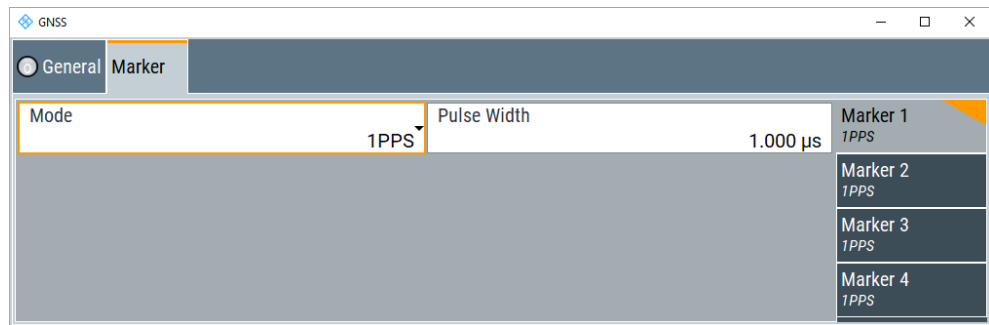 GNSS
General Marker
Mode
1PPS
Pulse Width
1.000 µs
Marker 1
1PPS
Marker 2
1PPS
Marker 3
1PPS
Marker 4
1PPS